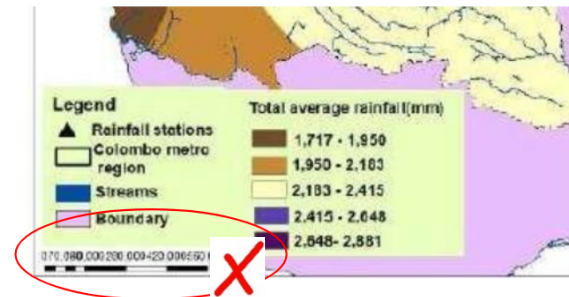 Legend
Rainfall stations
Colombo metro
region
Streams
Boundary
Total average rainfall(mm)
1,717 - 1,950
1,950 - 2,183
2,183 - 2,415
2,415 - 2,648
2,648- 2,881